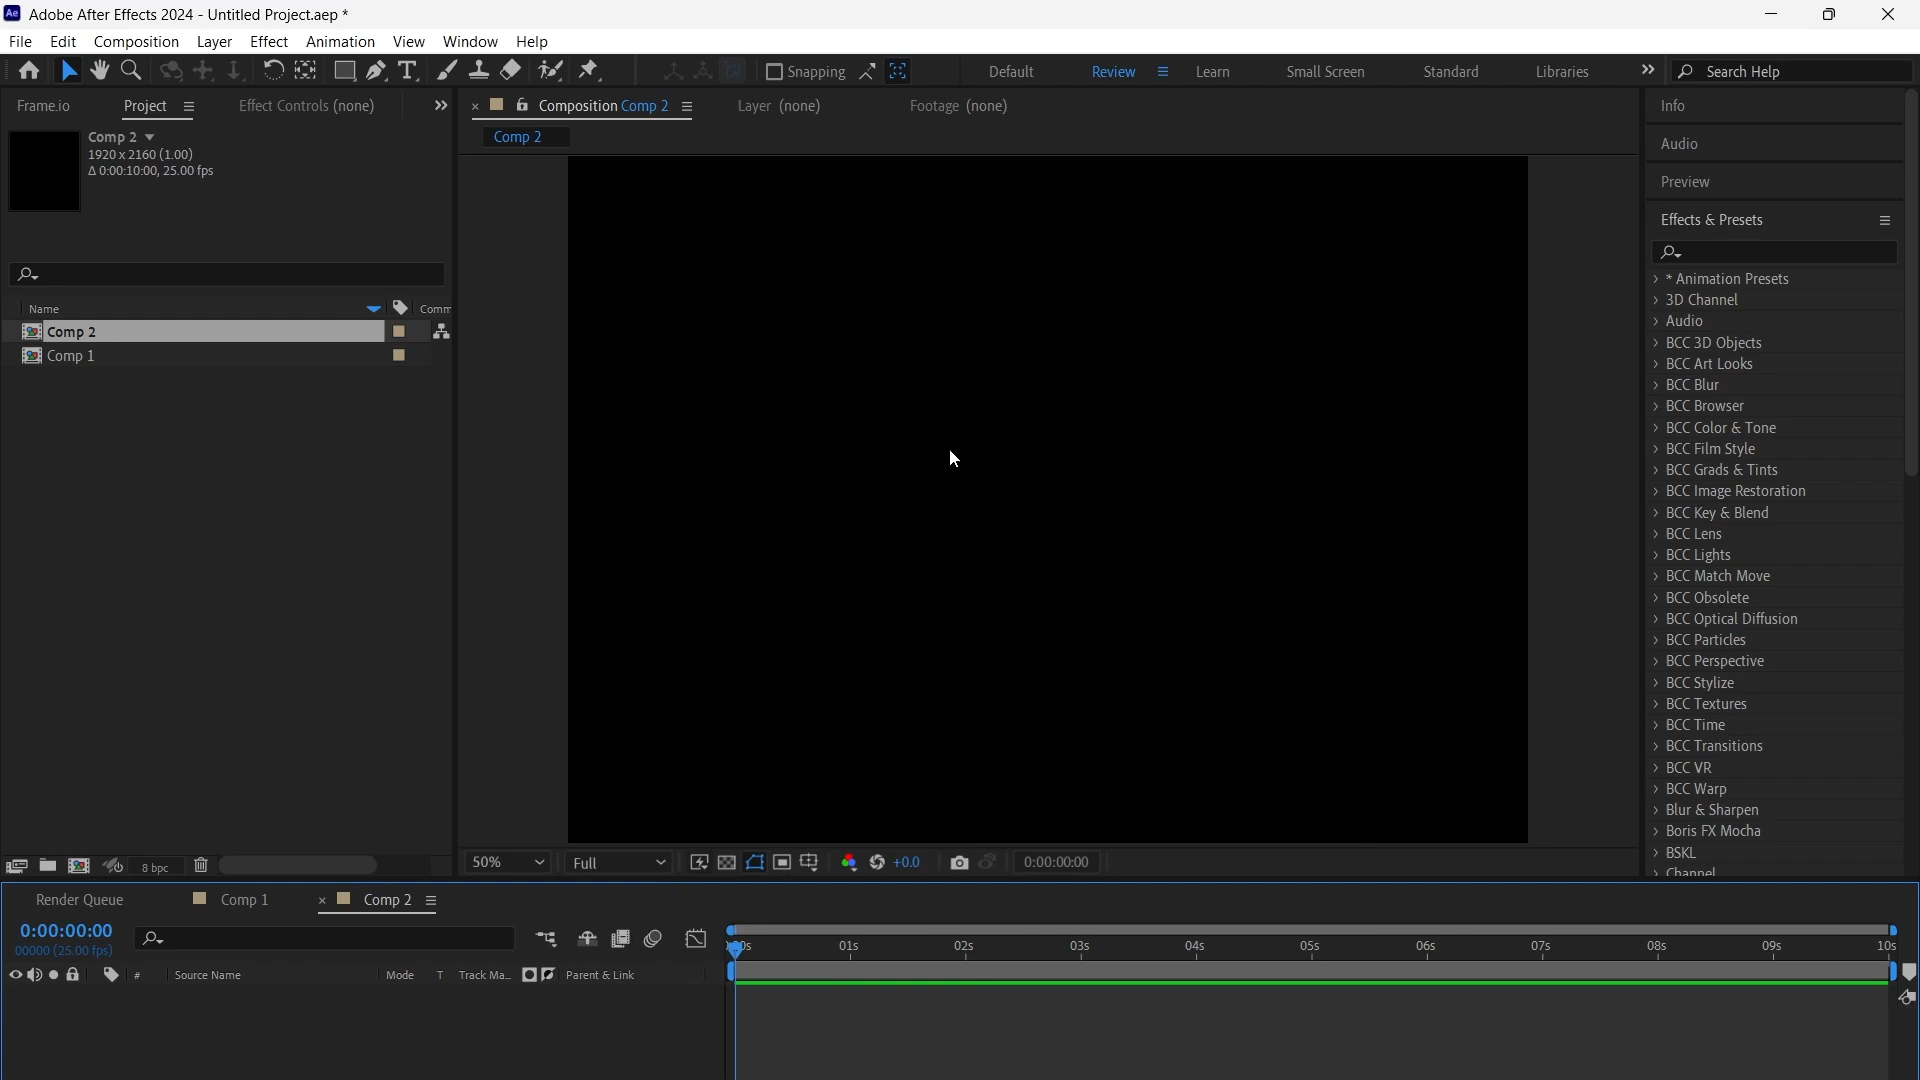 Ae Adobe After Effects 2024 - Untitled Project.aep *
File Edit Composition Layer Effect Animation View Window Help
Snapping Default Review Learn Small Screen Standard Libraries Search Help
Frame.io Project Effect Controls (none) Composition Comp 2 Layer (none) Footage (none)
Comp 2
1920 x 2160 (1.00)
Δ 0:00:10:00, 25.00 fps
Name Comm
Comp 2
Comp 1
8 bpc
Comp 2
50% Full +0.0 0:00:00:00
Info
Audio
Preview
Effects & Presets
* Animation Presets
3D Channel
Audio
BCC 3D Objects
BCC Art Looks
BCC Blur
BCC Browser
BCC Color & Tone
BCC Film Style
BCC Grads & Tints
BCC Image Restoration
BCC Key & Blend
BCC Lens
BCC Lights
BCC Match Move
BCC Obsolete
BCC Optical Diffusion
BCC Particles
BCC Perspective
BCC Stylize
BCC Textures
BCC Time
BCC Transitions
BCC VR
BCC Warp
Blur & Sharpen
Boris FX Mocha
BSKL
Channel
Render Queue Comp 1 Comp 2
0:00:00:00
00000 (25.00 fps)
01s 02s 03s 04s 05s 06s 07s 08s 09s 10s
# Source Name Mode T Track Ma... Parent & Link